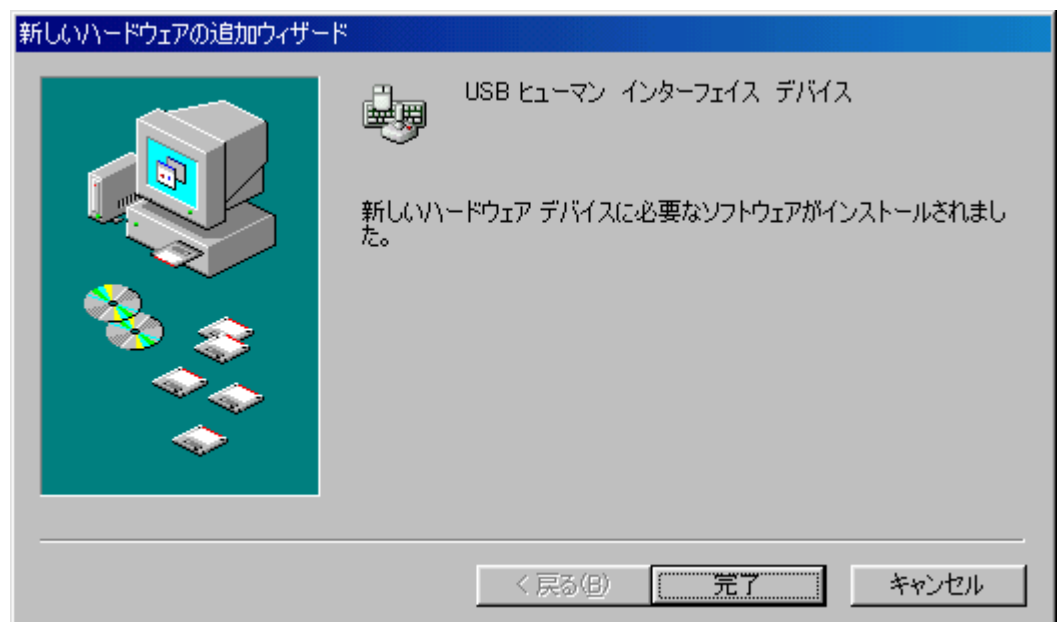 新しいハードウェアの追加ウィザード
USB ヒューマン インターフェイス デバイス
新しいハードウェア デバイスに必要なソフトウェアがインストールされまし
た。
< 戻る(B)
完了
キャンセル